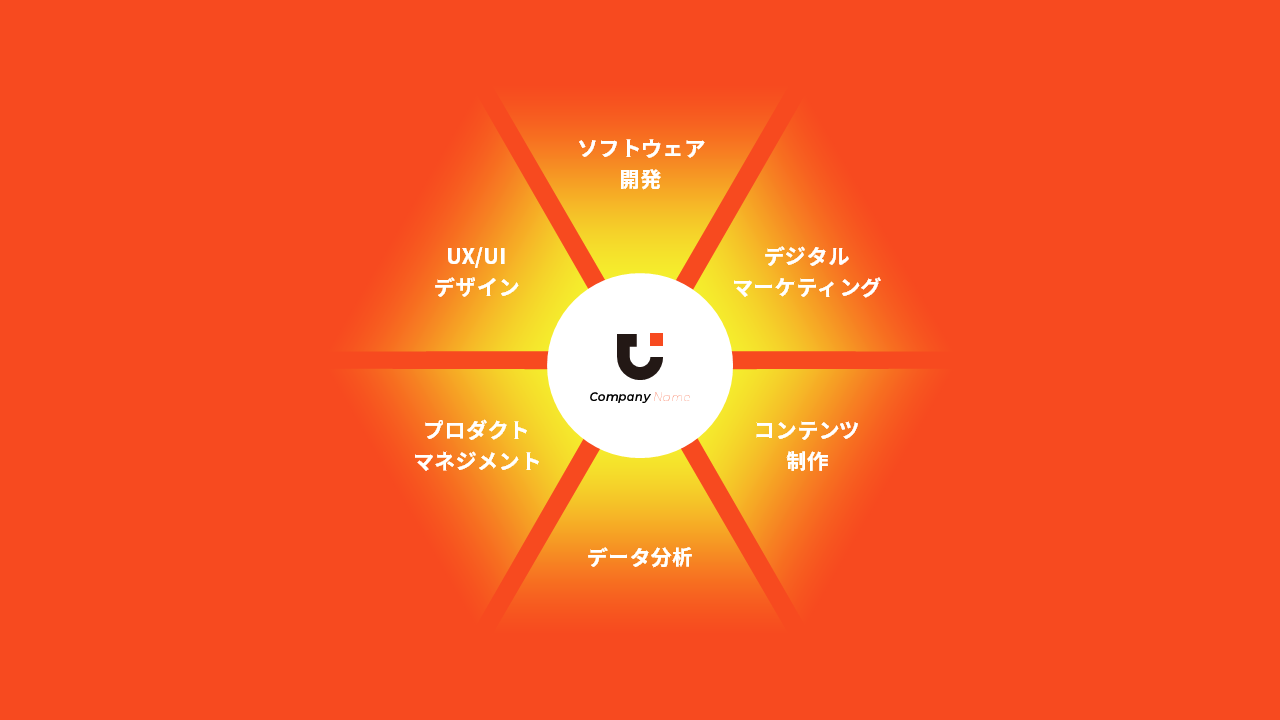 ソフトウェア
開発
UX/UI
デザイン
デジタル
マーケティング
Company Name
プロダクト
マネジメント
コンテンツ
制作
データ分析